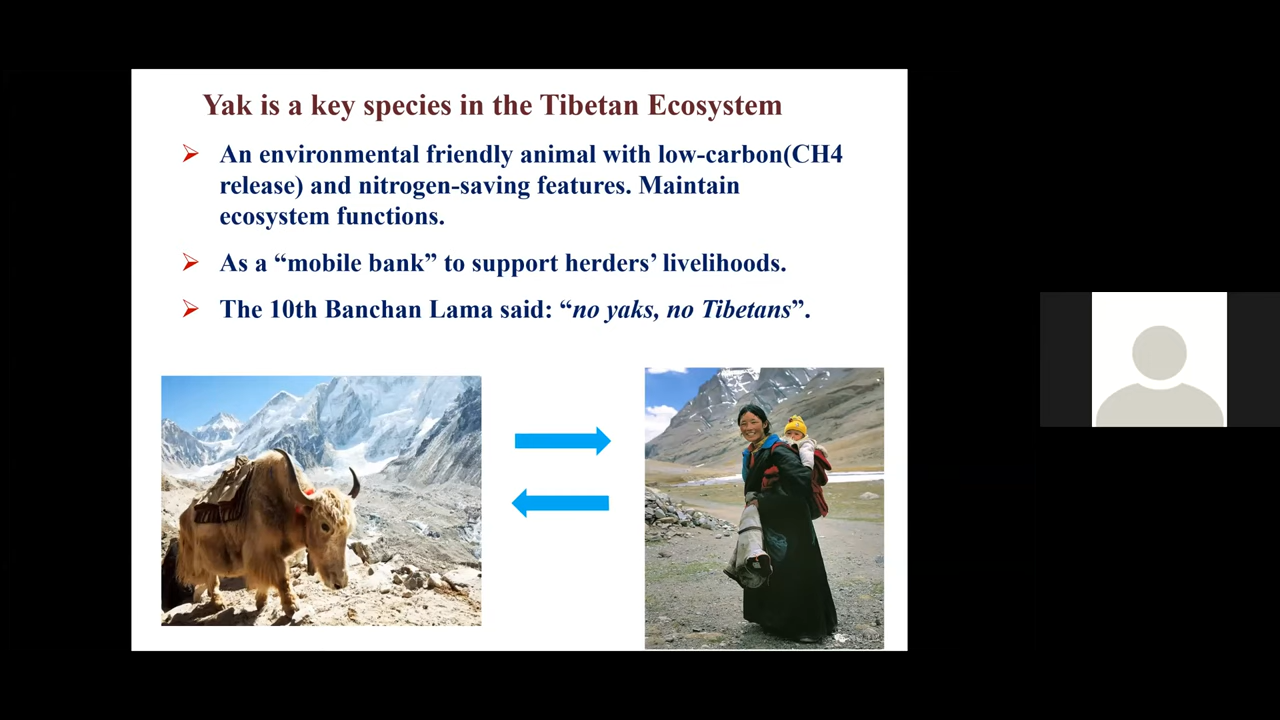 Yak is a key species in the Tibetan Ecosystem
An environmental friendly animal with low-carbon(CH4
release) and nitrogen-saving features. Maintain
ecosystem functions.
As a “mobile bank” to support herders’ livelihoods.
The 10th Banchan Lama said: “no yaks, no Tibetans”.